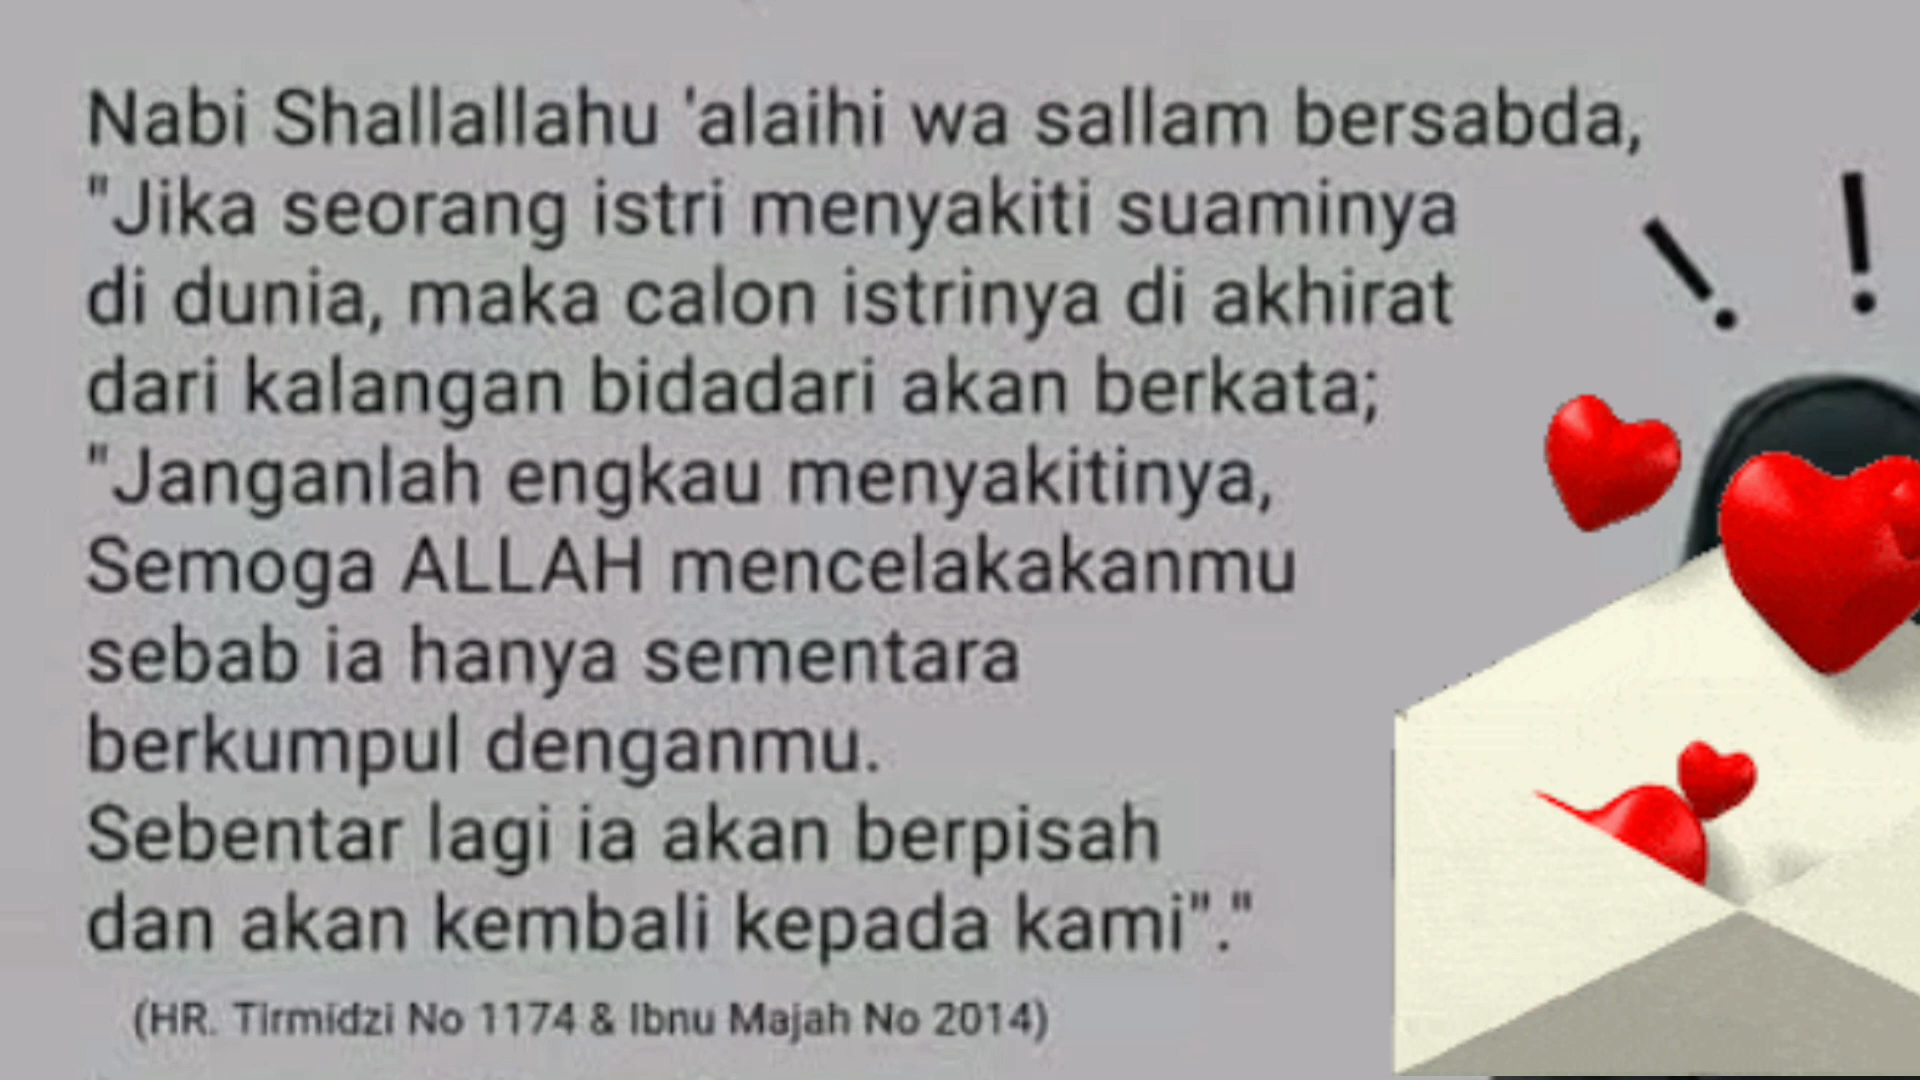 Nabi Shallallahu 'alaihi wa sallam bersabda,
"Jika seorang istri menyakiti suaminya
di dunia, maka calon istrinya di akhirat
dari kalangan bidadari akan berkata;
"Janganlah engkau menyakitinya,
Semoga ALLAH mencelakakanmu
sebab ia hanya sementara
berkumpul denganmu.
Sebentar lagi ia akan berpisah
dan akan kembali kepada kami"."
(HR. Tirmidzi No 1174 & Ibnu Majah No 2014)